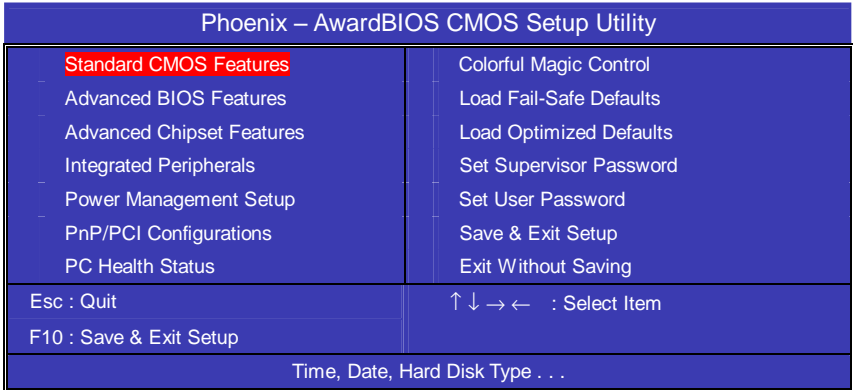 Phoenix – AwardBIOS CMOS Setup Utility
Standard CMOS Features
Advanced BIOS Features
Advanced Chipset Features
Integrated Peripherals
Power Management Setup
PnP/PCI Configurations
PC Health Status
Colorful Magic Control
Load Fail-Safe Defaults
Load Optimized Defaults
Set Supervisor Password
Set User Password
Save & Exit Setup
Exit Without Saving
Esc : Quit
F10 : Save & Exit Setup
↑ ↓ → ← : Select Item
Time, Date, Hard Disk Type . . .